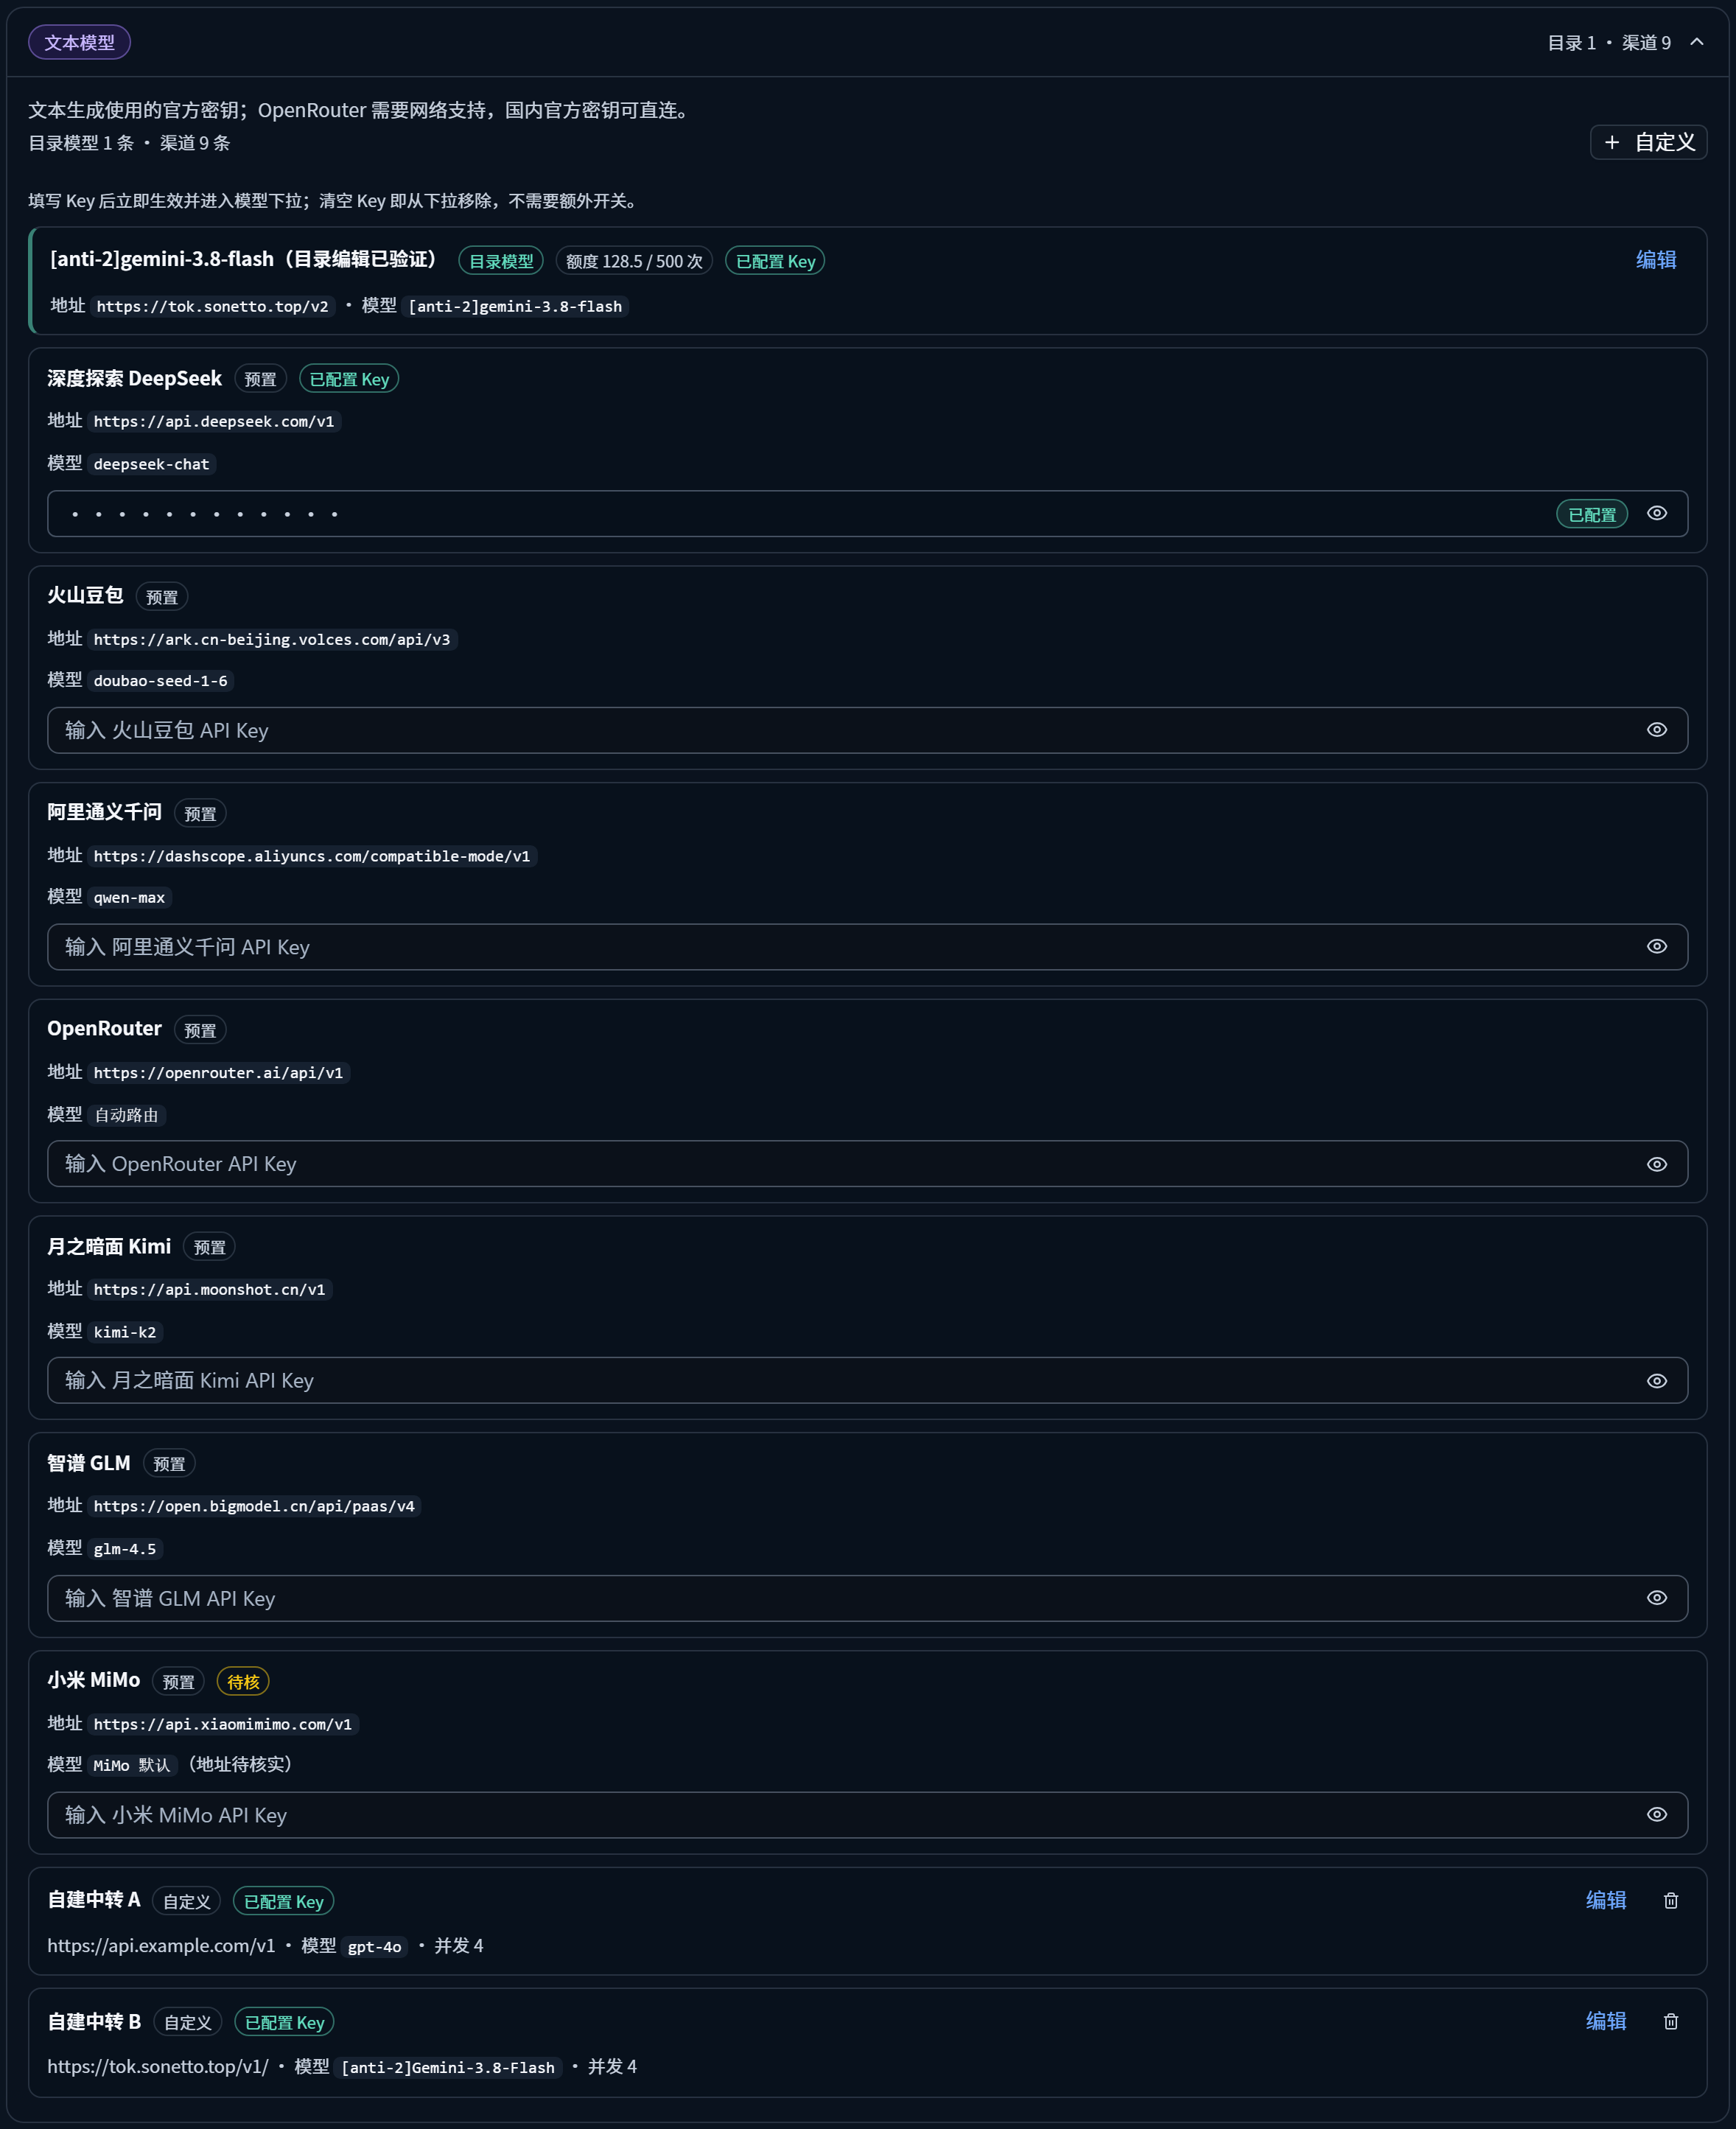 文本模型
目录 1 · 渠道 9
文本生成使用的官方密钥；OpenRouter 需要网络支持，国内官方密钥可直连。
目录模型 1 条 · 渠道 9 条
+ 自定义
填写 Key 后立即生效并进入模型下拉；清空 Key 即从下拉移除，不需要额外开关。
[anti-2]gemini-3.8-flash（目录编辑已验证） 目录模型 额度 128.5 / 500 次 已配置 Key 编辑
地址 https://tok.sonetto.top/v2 · 模型 [anti-2]gemini-3.8-flash
深度探索 DeepSeek 预置 已配置 Key
地址 https://api.deepseek.com/v1
模型 deepseek-chat
• • • • • • • • • • • • 已配置
火山豆包 预置
地址 https://ark.cn-beijing.volces.com/api/v3
模型 doubao-seed-1-6
输入 火山豆包 API Key
阿里通义千问 预置
地址 https://dashscope.aliyuncs.com/compatible-mode/v1
模型 qwen-max
输入 阿里通义千问 API Key
OpenRouter 预置
地址 https://openrouter.ai/api/v1
模型 自动路由
输入 OpenRouter API Key
月之暗面 Kimi 预置
地址 https://api.moonshot.cn/v1
模型 kimi-k2
输入 月之暗面 Kimi API Key
智谱 GLM 预置
地址 https://open.bigmodel.cn/api/paas/v4
模型 glm-4.5
输入 智谱 GLM API Key
小米 MiMo 预置 待核
地址 https://api.xiaomimimo.com/v1
模型 MiMo 默认 （地址待核实）
输入 小米 MiMo API Key
自建中转 A 自定义 已配置 Key 编辑
https://api.example.com/v1 · 模型 gpt-4o · 并发 4
自建中转 B 自定义 已配置 Key 编辑
https://tok.sonetto.top/v1/ · 模型 [anti-2]Gemini-3.8-Flash · 并发 4